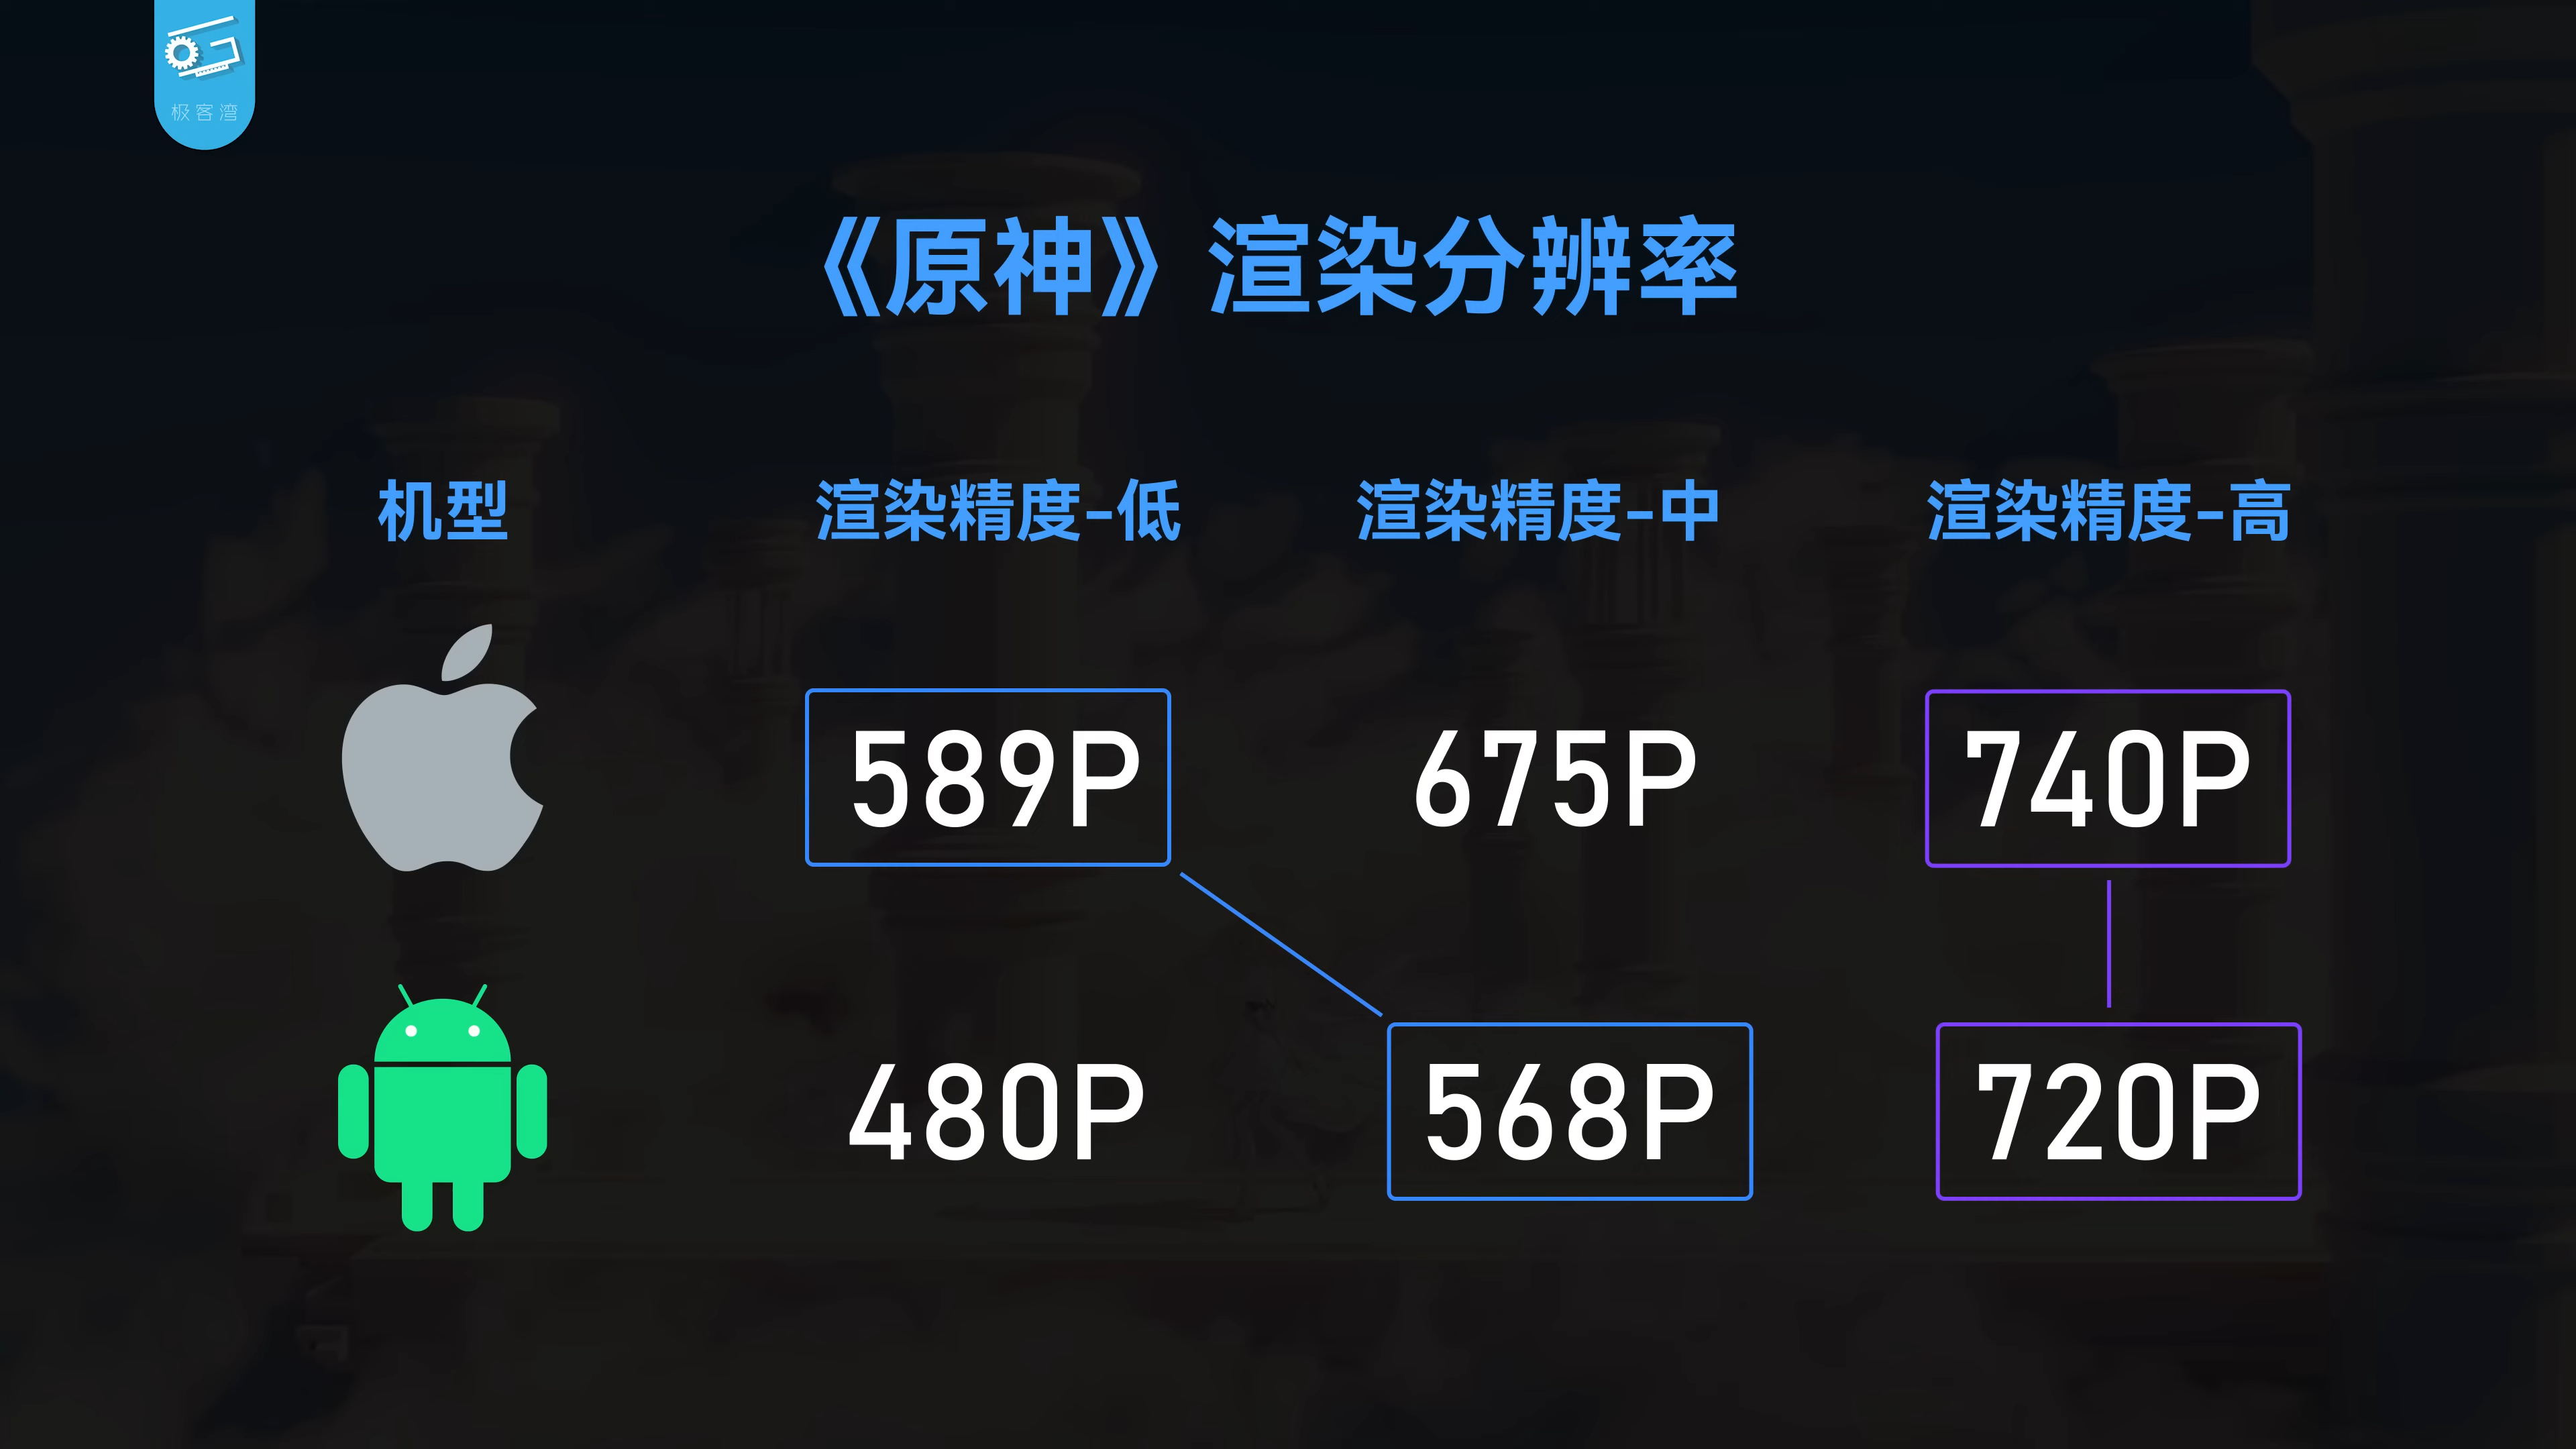 极客湾
《原神》渲染分辨率
机型 渲染精度-低 渲染精度-中 渲染精度-高
589P 675P 740P
480P 568P 720P